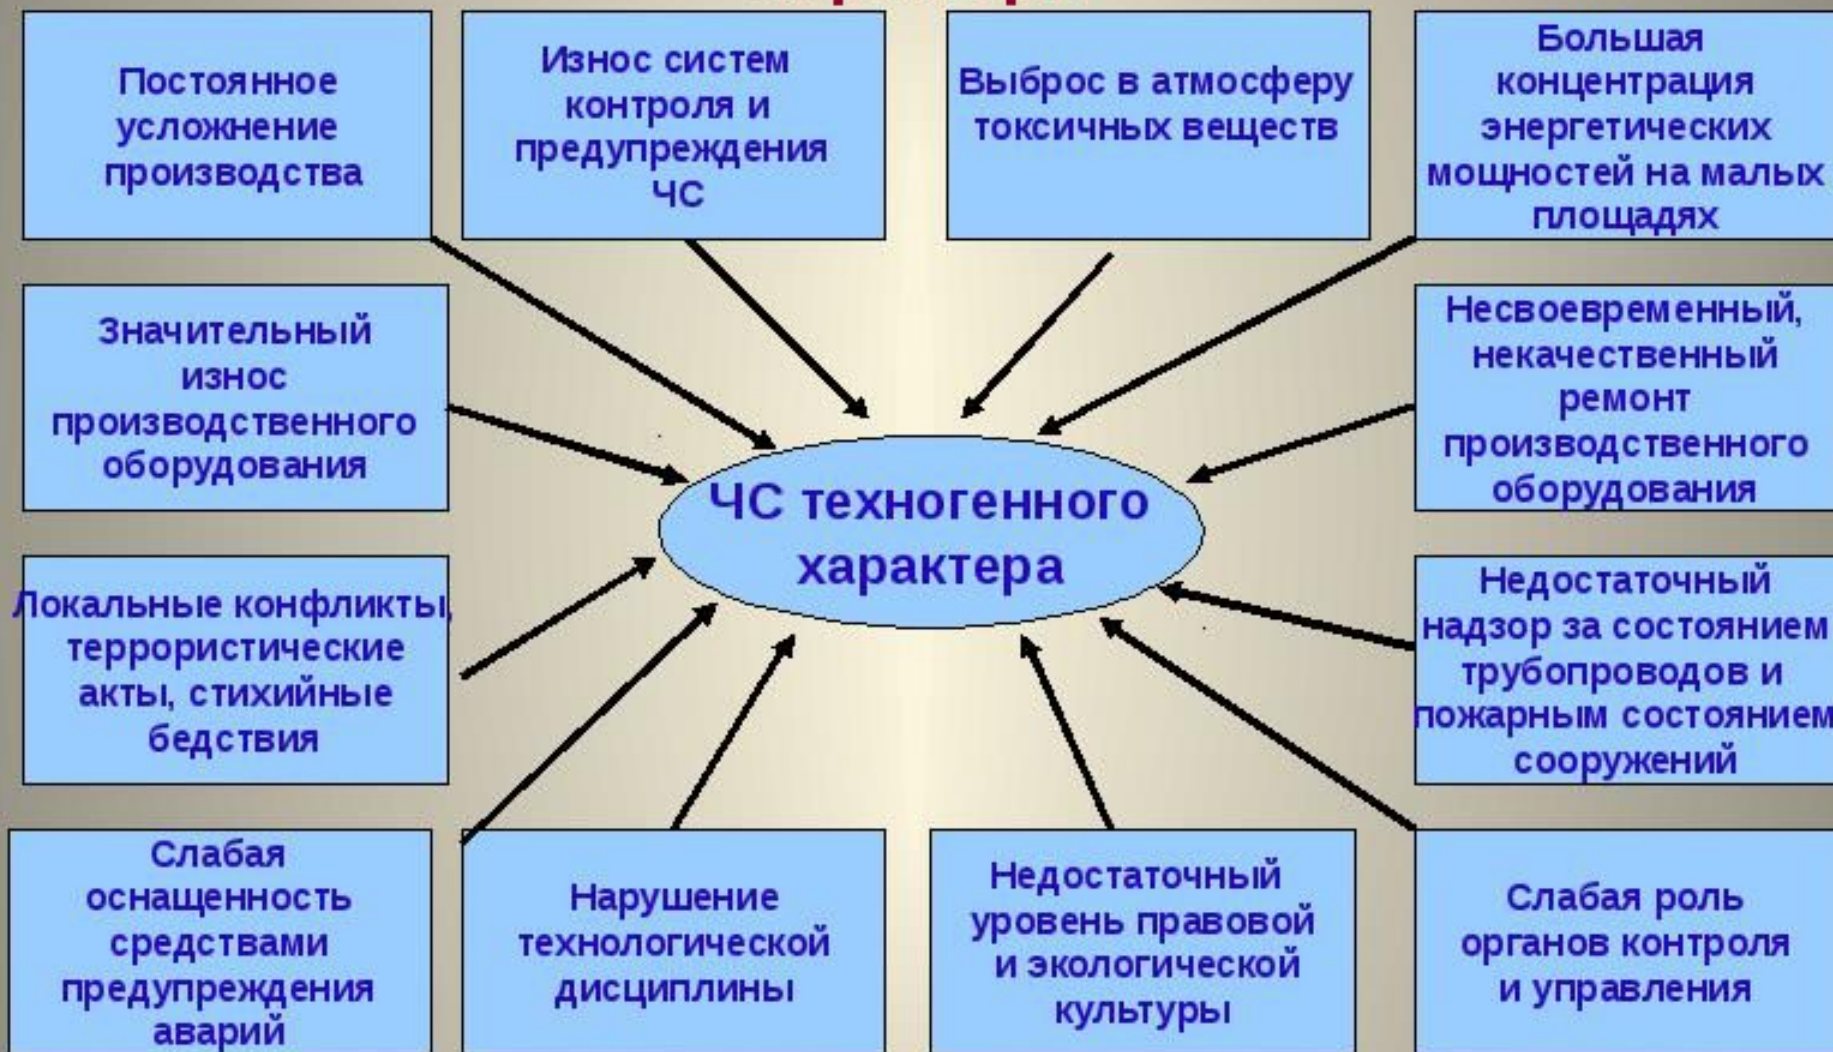 Постоянное
усложнение
производства
Износ систем
контроля и
предупреждения
ЧС
Выброс в атмосферу
токсичных веществ
Большая
концентрация
энергетических
мощностей на малых
площадях
Значительный
износ
производственного
оборудования
Несвоевременный,
некачественный
ремонт
производственного
оборудования
ЧС техногенного
характера
Локальные конфликты,
террористические
акты, стихийные
бедствия
Недостаточный
надзор за состоянием
трубопроводов и
пожарным состоянием
сооружений
Слабая
оснащенность
средствами
предупреждения
аварий
Нарушение
технологической
дисциплины
Недостаточный
уровень правовой
и экологической
культуры
Слабая роль
органов контроля
и управления